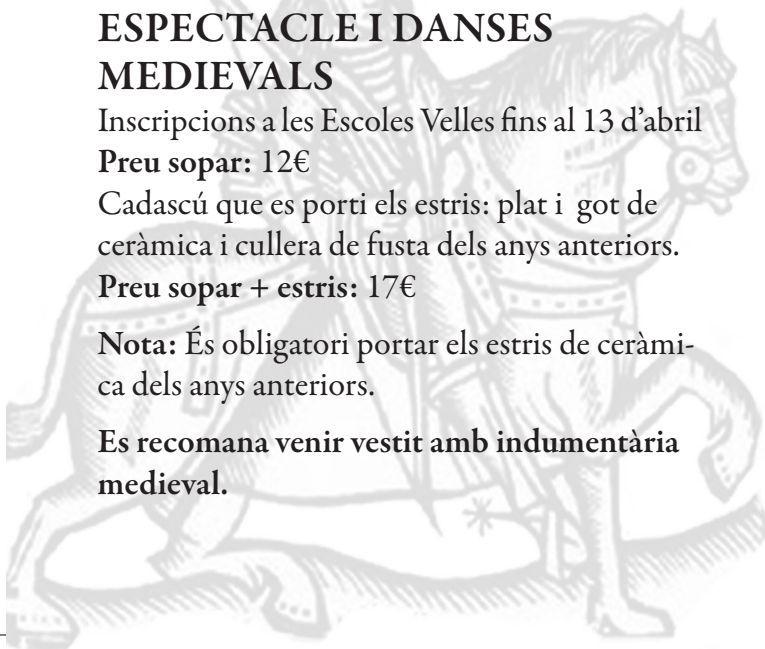 ESPECTACLE I DANSES
MEDIEVALS
Inscripcions a les Escoles Velles fins al 13 d’abril
Preu sopar: 12€
Cadascú que es porti els estris: plat i got de
ceràmica i cullera de fusta dels anys anteriors.
Preu sopar + estris: 17€
Nota: És obligatori portar els estris de ceràmi-
ca dels anys anteriors.
Es recomana venir vestit amb indumentària
medieval.